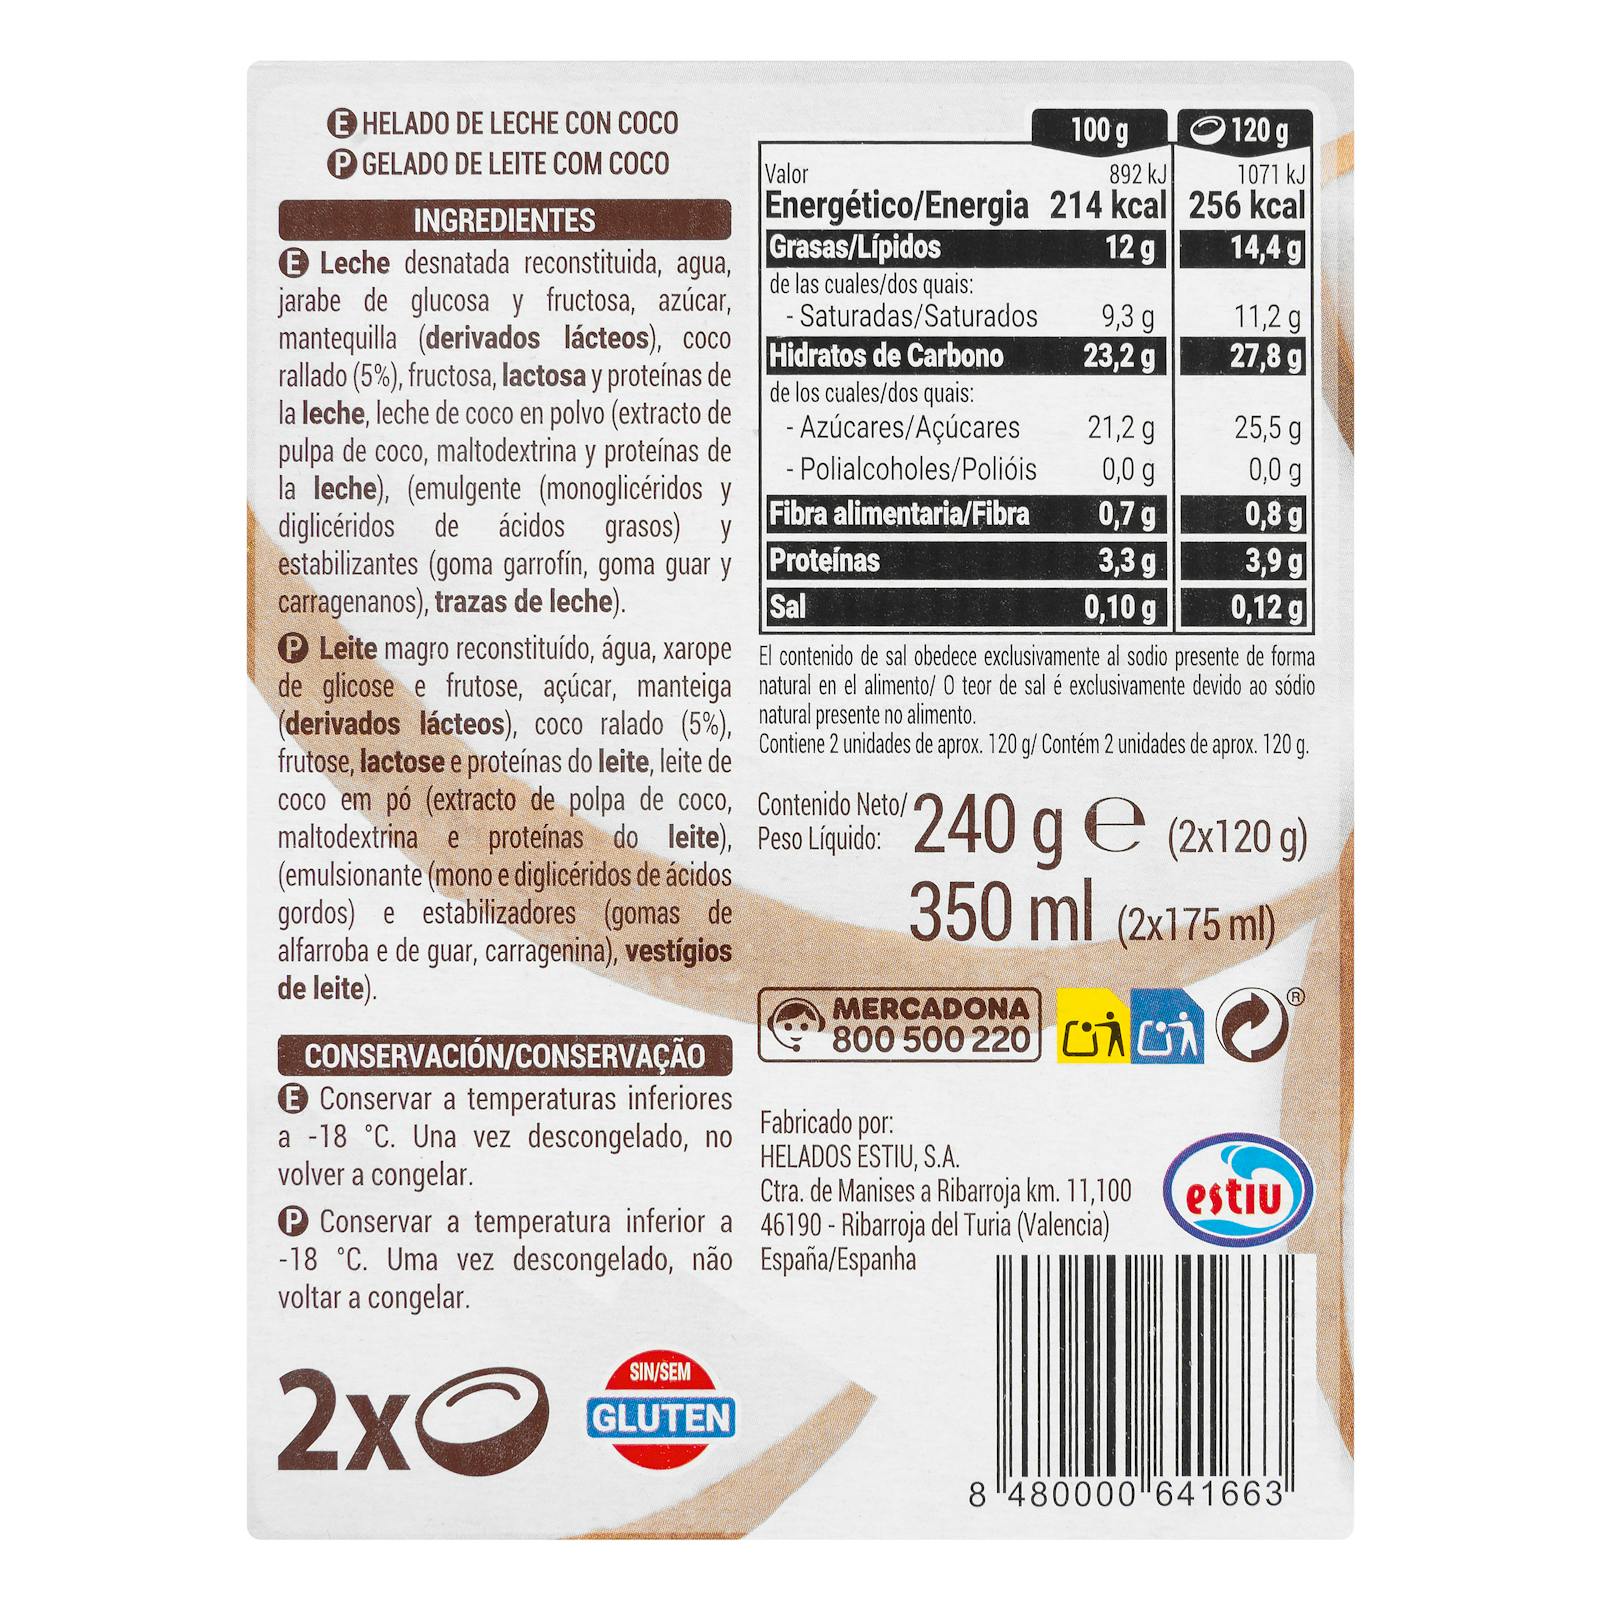 E HELADO DE LECHE CON COCO
P GELADO DE LEITE COM COCO
INGREDIENTES
E Leche desnatada reconstituida, agua,
jarabe de glucosa y fructosa, azúcar,
mantequilla (derivados lácteos), coco
rallado (5%), fructosa, lactosa y proteínas de
la leche, leche de coco en polvo (extracto de
pulpa de coco, maltodextrina y proteínas de
la leche), (emulgente (monoglicéridos y
diglicéridos de ácidos grasos) y
estabilizantes (goma garrofín, goma guar y
carragenanos), trazas de leche).
P Leite magro reconstituído, água, xarope
de glicose e frutose, açúcar, manteiga
(derivados lácteos), coco ralado (5%),
frutose, lactose e proteínas do leite, leite de
coco em pó (extracto de polpa de coco,
maltodextrina e proteínas do leite),
(emulsionante (mono e diglicéridos de ácidos
gordos) e estabilizadores (gomas de
alfarroba e de guar, carragenina), vestígios
de leite).
CONSERVACIÓN/CONSERVAÇÃO
E Conservar a temperaturas inferiores
a -18 °C. Una vez descongelado, no
volver a congelar.
P Conservar a temperatura inferior a
-18 °C. Uma vez descongelado, não
voltar a congelar.
2x
SIN/SEM
GLUTEN
100 g 120 g
Valor 892 kJ 1071 kJ
Energético/Energia 214 kcal 256 kcal
Grasas/Lípidos 12 g 14,4 g
de las cuales/dos quais:
- Saturadas/Saturados 9,3 g 11,2 g
Hidratos de Carbono 23,2 g 27,8 g
de los cuales/dos quais:
- Azúcares/Açúcares 21,2 g 25,5 g
- Polialcoholes/Polióis 0,0 g 0,0 g
Fibra alimentaria/Fibra 0,7 g 0,8 g
Proteínas 3,3 g 3,9 g
Sal 0,10 g 0,12 g
El contenido de sal obedece exclusivamente al sodio presente de forma
natural en el alimento/ O teor de sal é exclusivamente devido ao sódio
natural presente no alimento.
Contiene 2 unidades de aprox. 120 g/ Contém 2 unidades de aprox. 120 g.
Contenido Neto/
Peso Líquido:
240 g e (2x120 g)
350 ml (2x175 ml)
MERCADONA
800 500 220
®
Fabricado por:
HELADOS ESTIU, S.A.
Ctra. de Manises a Ribarroja km. 11,100
46190 - Ribarroja del Turia (Valencia)
España/Espanha
estiu
8 480000 641663